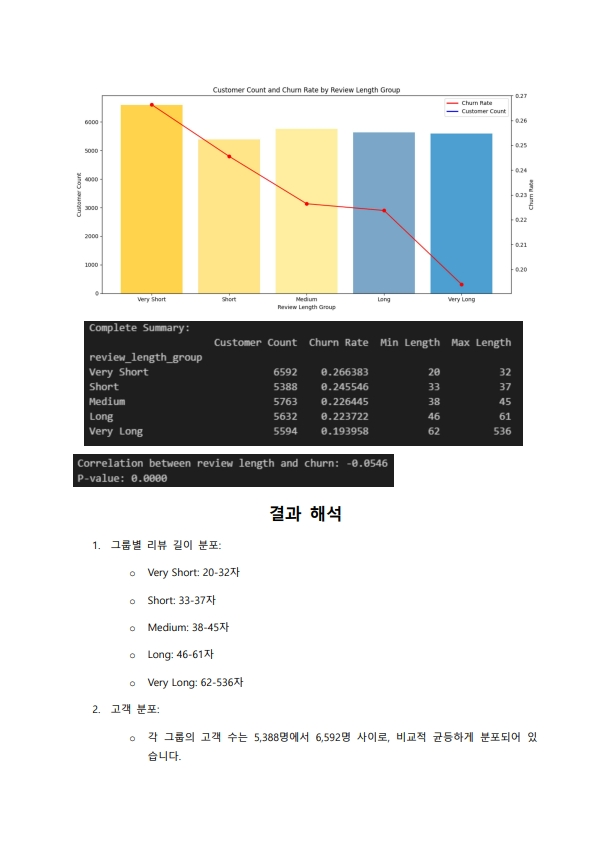 Customer Count and Churn Rate by Review Length Group
Churn Rate
Customer Count
0.27
0.26
0.25
0.24
0.23
0.22
0.21
0.20
6000
5000
4000
3000
2000
1000
0
Customer Count
Churn Rate
Very Short Short Medium Long Very Long
Review Length Group
Complete Summary:
Customer Count Churn Rate Min Length Max Length
review_length_group
Very Short 6592 0.266383 20 32
Short 5388 0.245546 33 37
Medium 5763 0.226445 38 45
Long 5632 0.223722 46 61
Very Long 5594 0.193958 62 536
Correlation between review length and churn: -0.0546
P-value: 0.0000
결과 해석
1. 그룹별 리뷰 길이 분포:
o Very Short: 20-32자
o Short: 33-37자
o Medium: 38-45자
o Long: 46-61자
o Very Long: 62-536자
2. 고객 분포:
o 각 그룹의 고객 수는 5,388명에서 6,592명 사이로, 비교적 균등하게 분포되어 있
습니다.